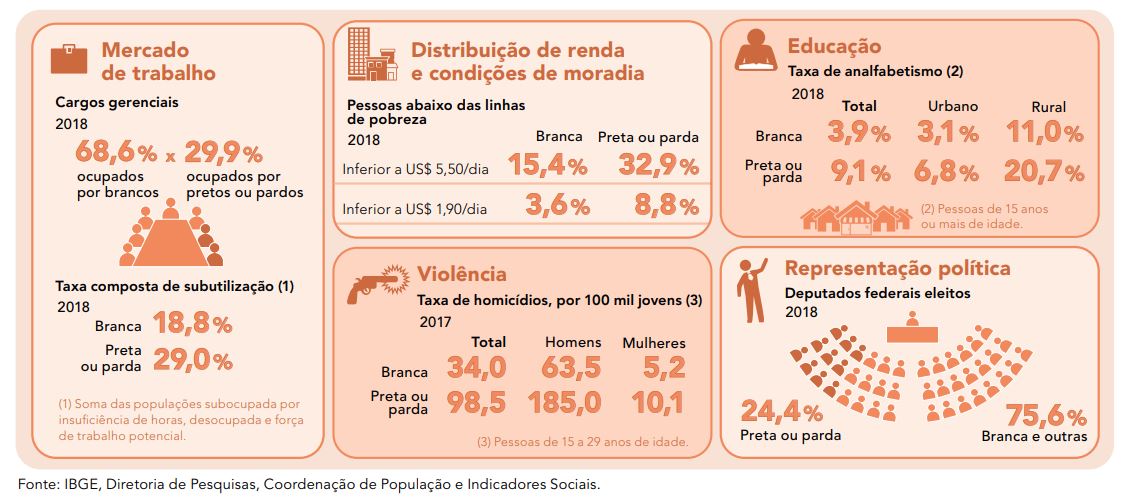 Mercado
de trabalho
Cargos gerenciais
2018
68,6% x 29,9%
ocupados
por brancos
ocupados por
pretos ou pardos
Taxa composta de subutilização (1)
2018
Branca 18,8%
Preta
ou parda 29,0%
(1) Soma das populações subocupada por
insuficiência de horas, desocupada e força
de trabalho potencial.
Distribuição de renda
e condições de moradia
Pessoas abaixo das linhas
de pobreza
2018
Branca Preta ou parda
Inferior a US$ 5,50/dia 15,4% 32,9%
Inferior a US$ 1,90/dia 3,6% 8,8%
Educação
Taxa de analfabetismo (2)
2018
Total Urbano Rural
Branca 3,9% 3,1% 11,0%
Preta ou
parda 9,1% 6,8% 20,7%
(2) Pessoas de 15 anos
ou mais de idade.
Violência
Taxa de homicídios, por 100 mil jovens (3)
2017
Total Homens Mulheres
Branca 34,0 63,5 5,2
Preta ou
parda 98,5 185,0 10,1
(3) Pessoas de 15 a 29 anos de idade.
Representação política
Deputados federais eleitos
2018
24,4%
Preta ou parda
75,6%
Branca e outras
Fonte: IBGE, Diretoria de Pesquisas, Coordenação de População e Indicadores Sociais.